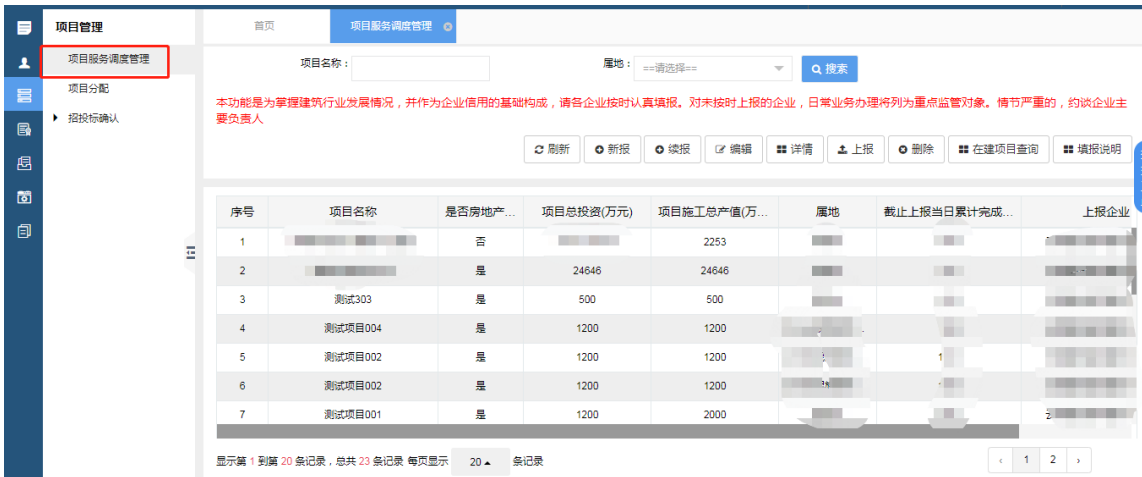 项目管理
项目服务调度管理
项目分配
招投标确认
首页 项目服务调度管理
项目名称： 属地： ==请选择== 搜索
本功能是为掌握建筑行业发展情况，并作为企业信用的基础构成，请各企业按时认真填报。对未按时上报的企业，日常业务办理将列为重点监管对象。情节严重的，约谈企业主
要负责人
刷新 新报 续报 编辑 详情 上报 删除 在建项目查询 填报说明
序号 项目名称 是否房地产... 项目总投资(万元) 项目施工总产值(万... 属地 截止上报当日累计完成... 上报企业
1 否 2253
2 是 24646 24646
3 测试303 是 500 500
4 测试项目004 是 1200 1200
5 测试项目002 是 1200 1200 1
6 测试项目002 是 1200 1200
7 测试项目001 是 1200 2000
显示第 1 到第 20 条记录，总共 23 条记录 每页显示 20 条记录 ‹ 1 2 ›